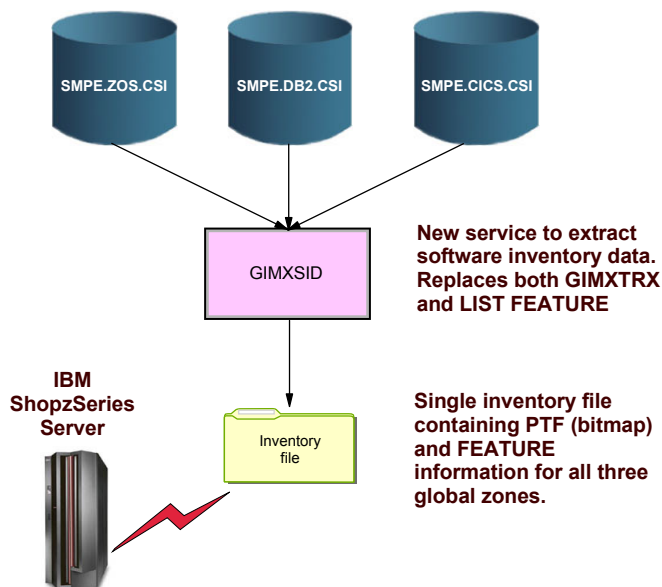 SMPE.ZOS.CSI
SMPE.DB2.CSI
SMPE.CICS.CSI
GIMXSID
New service to extract
software inventory data.
Replaces both GIMXTRX
and LIST FEATURE
IBM
ShopzSeries
Server
Inventory
file
Single inventory file
containing PTF (bitmap)
and FEATURE
information for all three
global zones.